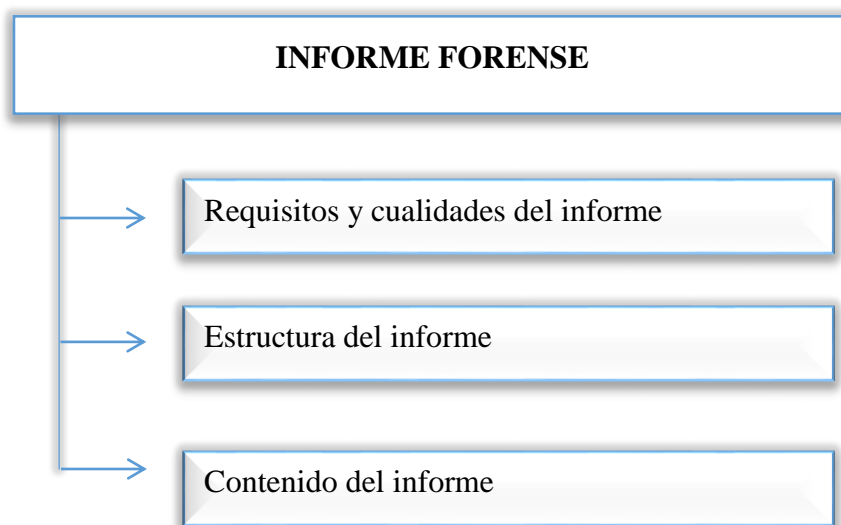 INFORME FORENSE
Requisitos y cualidades del informe
Estructura del informe
Contenido del informe